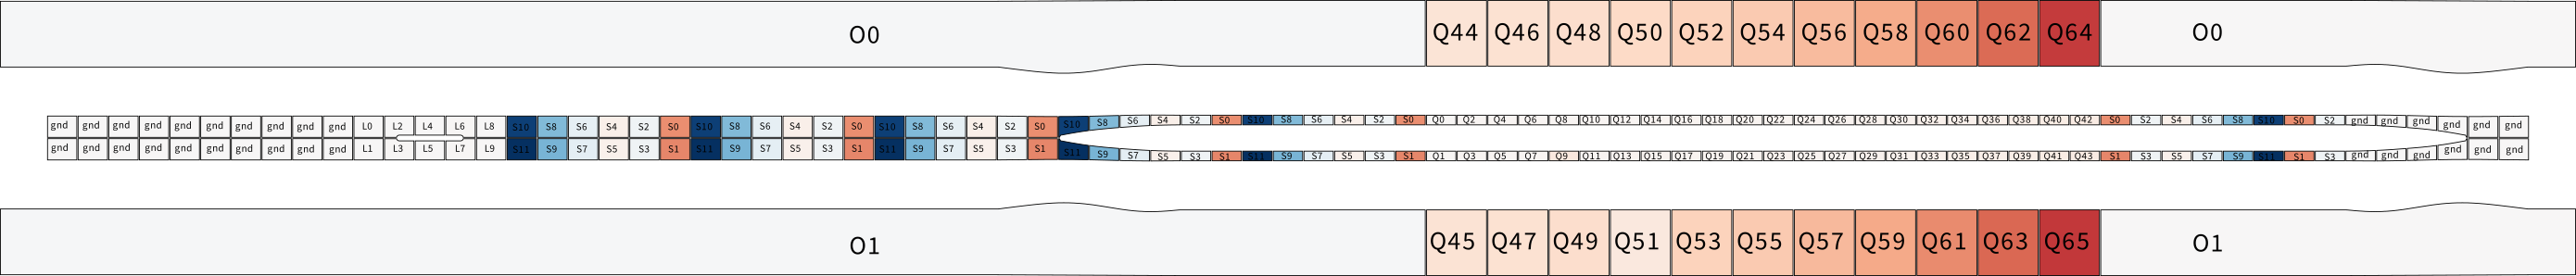 O0 Q44 Q46 Q48 Q50 Q52 Q54 Q56 Q58 Q60 Q62 Q64 O0
gnd gnd gnd gnd gnd gnd gnd gnd gnd gnd L0 L2 L4 L6 L8 S10 S8 S6 S4 S2 S0 S10 S8 S6 S4 S2 S0 S10 S8 S6 S4 S2 S0 S10 S8 S6 S4 S2 S0 S10 S8 S6 S4 S2 S0 Q0 Q2 Q4 Q6 Q8 Q10 Q12 Q14 Q16 Q18 Q20 Q22 Q24 Q26 Q28 Q30 Q32 Q34 Q36 Q38 Q40 Q42 S0 S2 S4 S6 S8 S10 S0 S2 gnd gnd gnd gnd gnd gnd
gnd gnd gnd gnd gnd gnd gnd gnd gnd gnd L1 L3 L5 L7 L9 S11 S9 S7 S5 S3 S1 S11 S9 S7 S5 S3 S1 S11 S9 S7 S5 S3 S1 S11 S9 S7 S5 S3 S1 S11 S9 S7 S5 S3 S1 Q1 Q3 Q5 Q7 Q9 Q11 Q13 Q15 Q17 Q19 Q21 Q23 Q25 Q27 Q29 Q31 Q33 Q35 Q37 Q39 Q41 Q43 S1 S3 S5 S7 S9 S11 S1 S3 gnd gnd gnd gnd gnd gnd
O1 Q45 Q47 Q49 Q51 Q53 Q55 Q57 Q59 Q61 Q63 Q65 O1